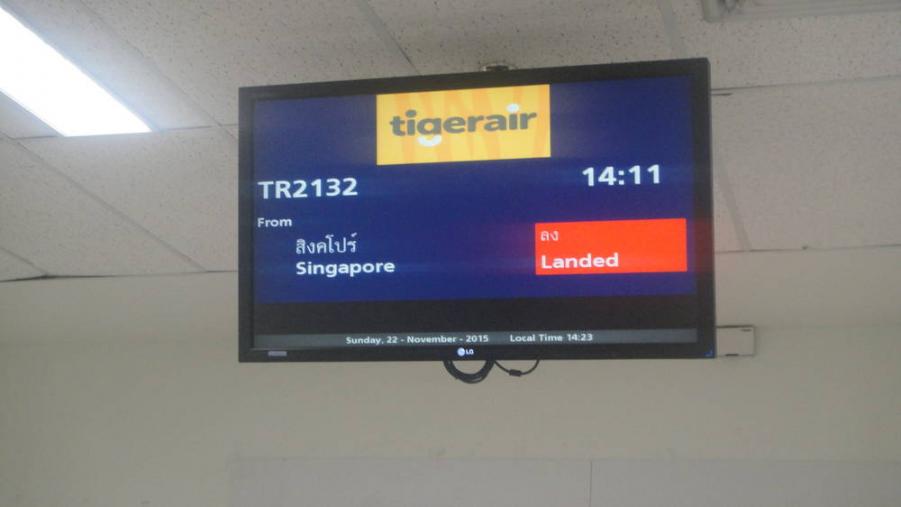 tigerair
TR2132
14:11
From
สิงคโปร์
Singapore
ลง
Landed
Sunday, 22 - November - 2015 Local Time 14:23
LG